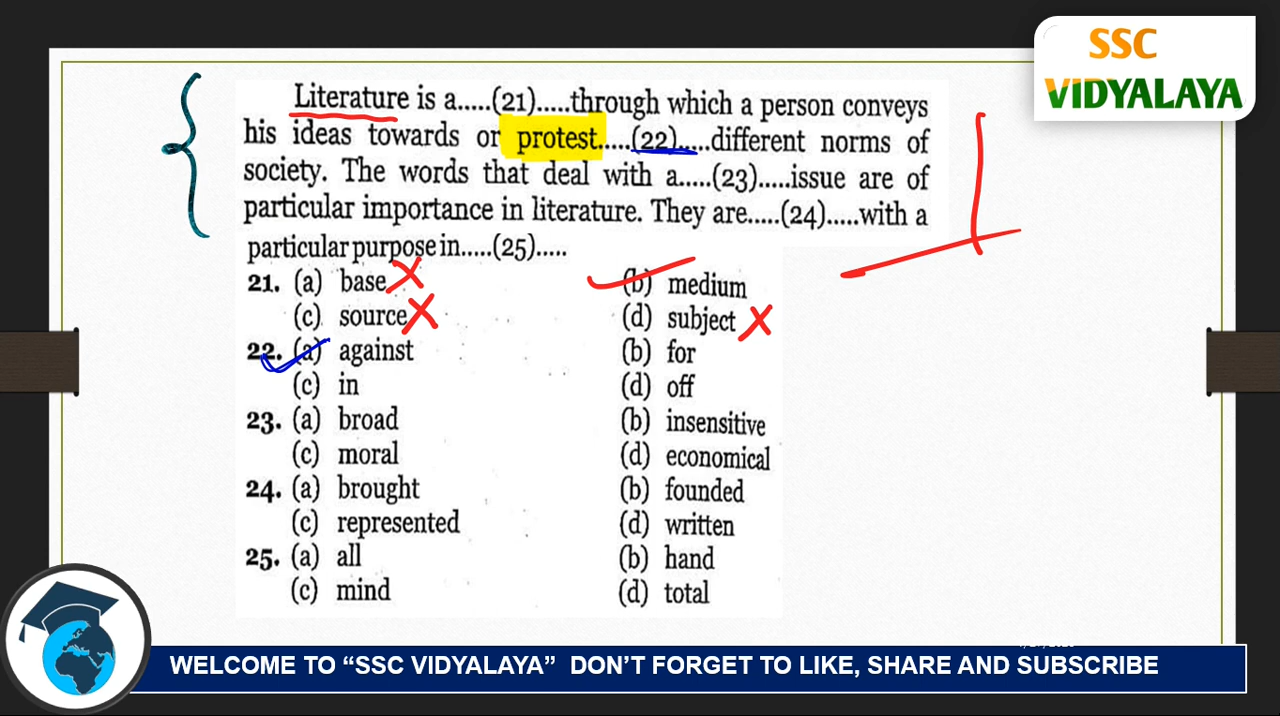 SSC
VIDYALAYA
Literature is a.....(21).....through which a person conveys
his ideas towards or protest.....(22).....different norms of
society. The words that deal with a.....(23).....issue are of
particular importance in literature. They are.....(24).....with a
particular purpose in.....(25).....
21. (a) base (b) medium
(c) source (d) subject
22. (a) against (b) for
(c) in (d) off
23. (a) broad (b) insensitive
(c) moral (d) economical
24. (a) brought (b) founded
(c) represented (d) written
25. (a) all (b) hand
(c) mind (d) total
WELCOME TO “SSC VIDYALAYA” DON’T FORGET TO LIKE, SHARE AND SUBSCRIBE